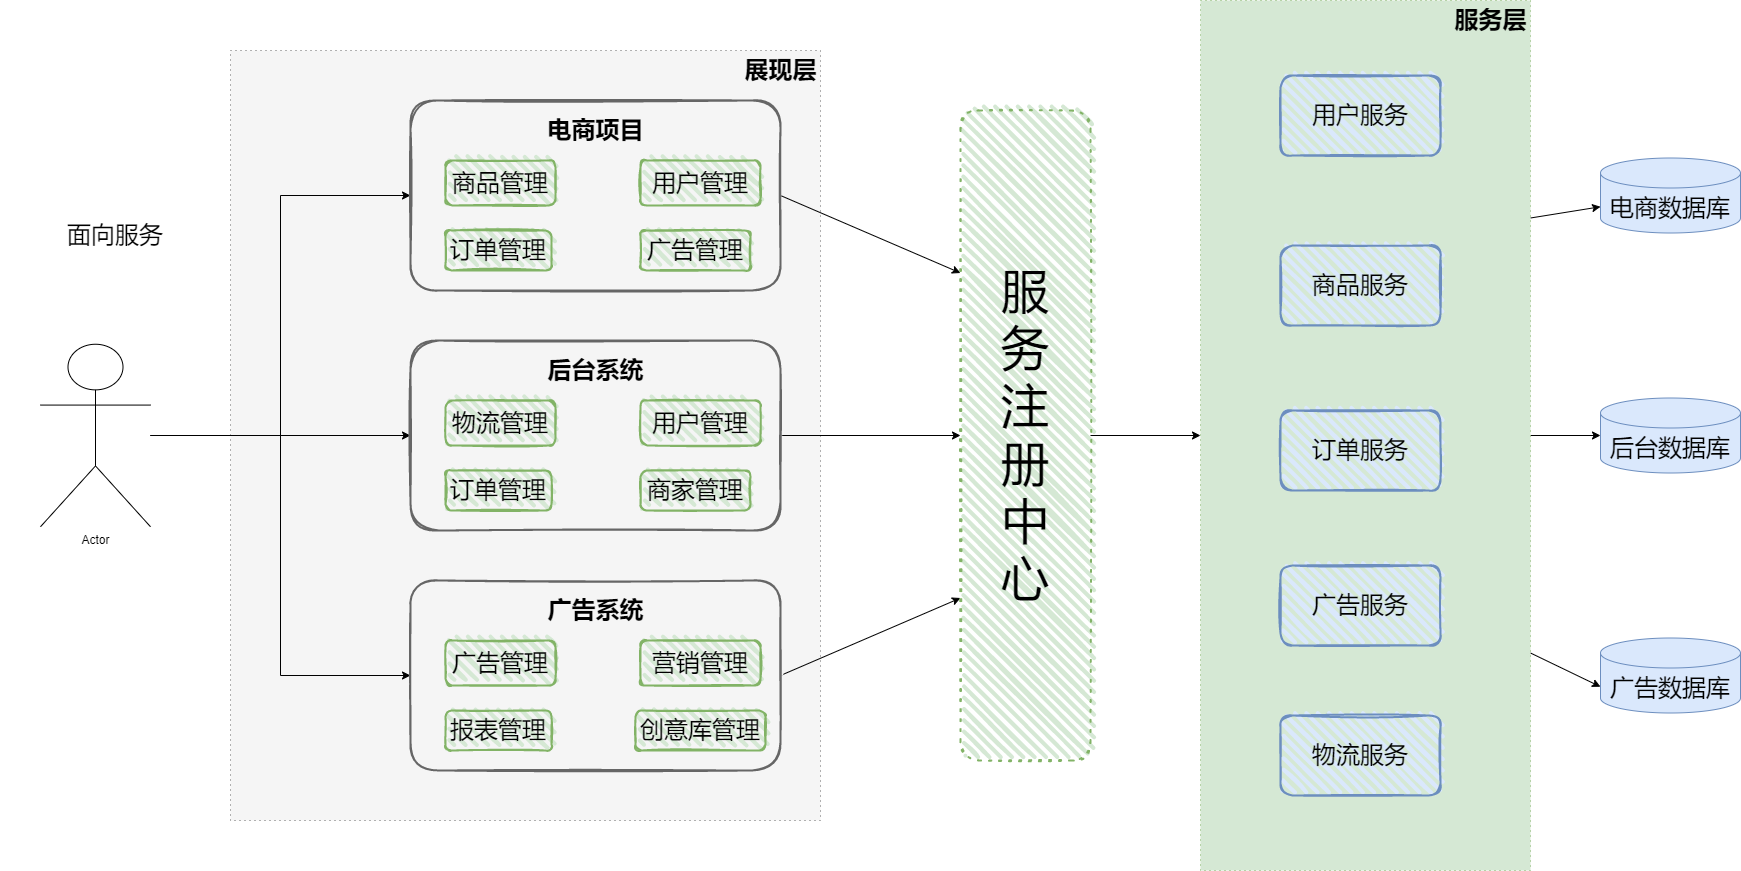 面向服务
Actor
展现层
电商项目
商品管理
用户管理
订单管理
广告管理
后台系统
物流管理
用户管理
订单管理
商家管理
广告系统
广告管理
营销管理
报表管理
创意库管理
服务注册中心
服务层
用户服务
商品服务
订单服务
广告服务
物流服务
电商数据库
后台数据库
广告数据库